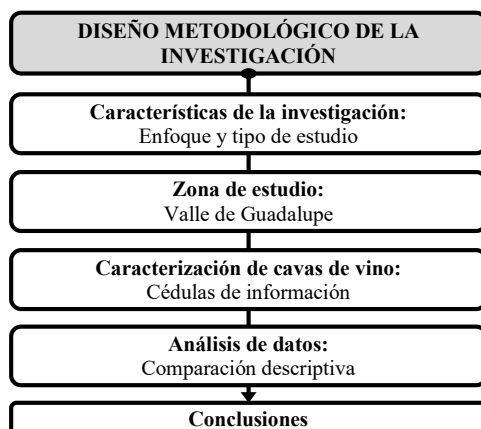 DISEÑO METODOLÓGICO DE LA
INVESTIGACIÓN
Características de la investigación:
Enfoque y tipo de estudio
Zona de estudio:
Valle de Guadalupe
Caracterización de cavas de vino:
Cédulas de información
Análisis de datos:
Comparación descriptiva
Conclusiones